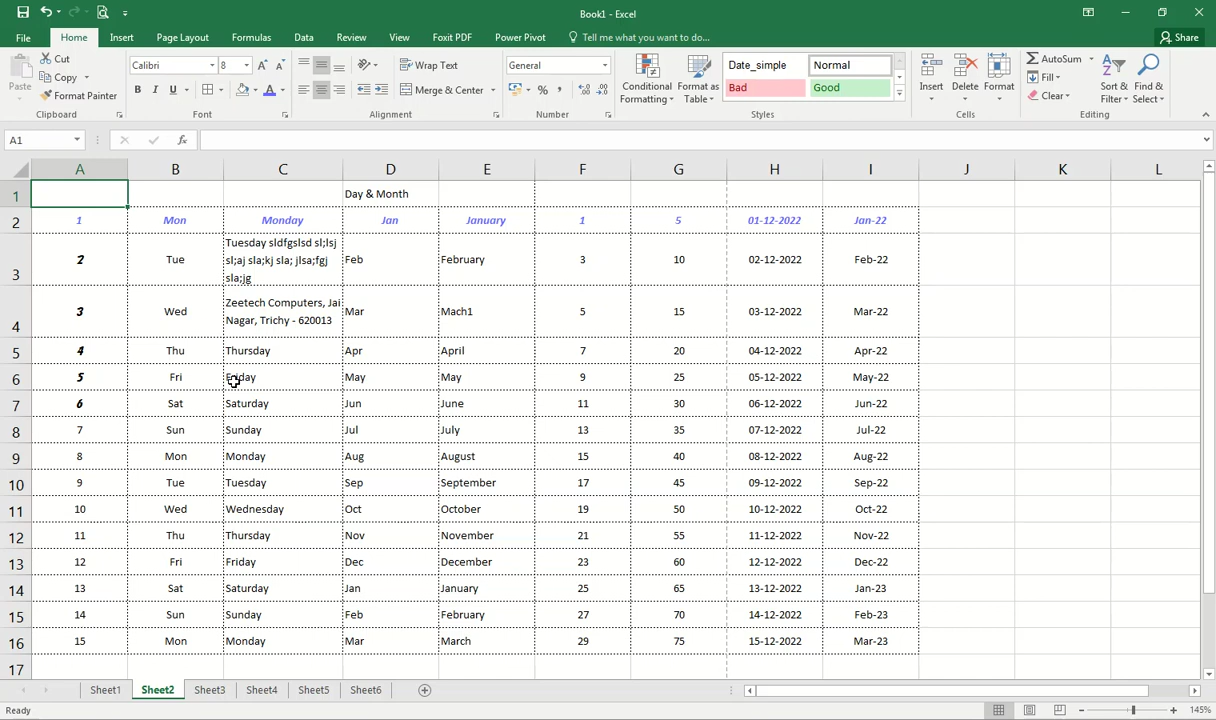 Book1 - Excel
File Home Insert Page Layout Formulas Data Review View Foxit PDF Power Pivot Tell me what you want to do... Share
Paste
Cut
Copy
Format Painter
Clipboard
Calibri 8
B I U
Font
Wrap Text
Merge & Center
Alignment
General
Number
Conditional Formatting
Format as Table
Date_simple Normal
Bad Good
Styles
Insert Delete Format
Cells
AutoSum
Fill
Clear
Sort & Filter
Find & Select
Editing
A1 fx
A B C D E F G H I J K L
1 Day & Month
2 1 Mon Monday Jan January 1 5 01-12-2022 Jan-22
3 2 Tue Tuesday sldfgslsd sl;lsj
sl;aj sla;kj sla; jlsa;fgj
sla;jg Feb February 3 10 02-12-2022 Feb-22
4 3 Wed Zeetech Computers, Jai
Nagar, Trichy - 620013 Mar Mach1 5 15 03-12-2022 Mar-22
5 4 Thu Thursday Apr April 7 20 04-12-2022 Apr-22
6 5 Fri Friday May May 9 25 05-12-2022 May-22
7 6 Sat Saturday Jun June 11 30 06-12-2022 Jun-22
8 7 Sun Sunday Jul July 13 35 07-12-2022 Jul-22
9 8 Mon Monday Aug August 15 40 08-12-2022 Aug-22
10 9 Tue Tuesday Sep September 17 45 09-12-2022 Sep-22
11 10 Wed Wednesday Oct October 19 50 10-12-2022 Oct-22
12 11 Thu Thursday Nov November 21 55 11-12-2022 Nov-22
13 12 Fri Friday Dec December 23 60 12-12-2022 Dec-22
14 13 Sat Saturday Jan January 25 65 13-12-2022 Jan-23
15 14 Sun Sunday Feb February 27 70 14-12-2022 Feb-23
16 15 Mon Monday Mar March 29 75 15-12-2022 Mar-23
17
Sheet1 Sheet2 Sheet3 Sheet4 Sheet5 Sheet6
Ready 145%